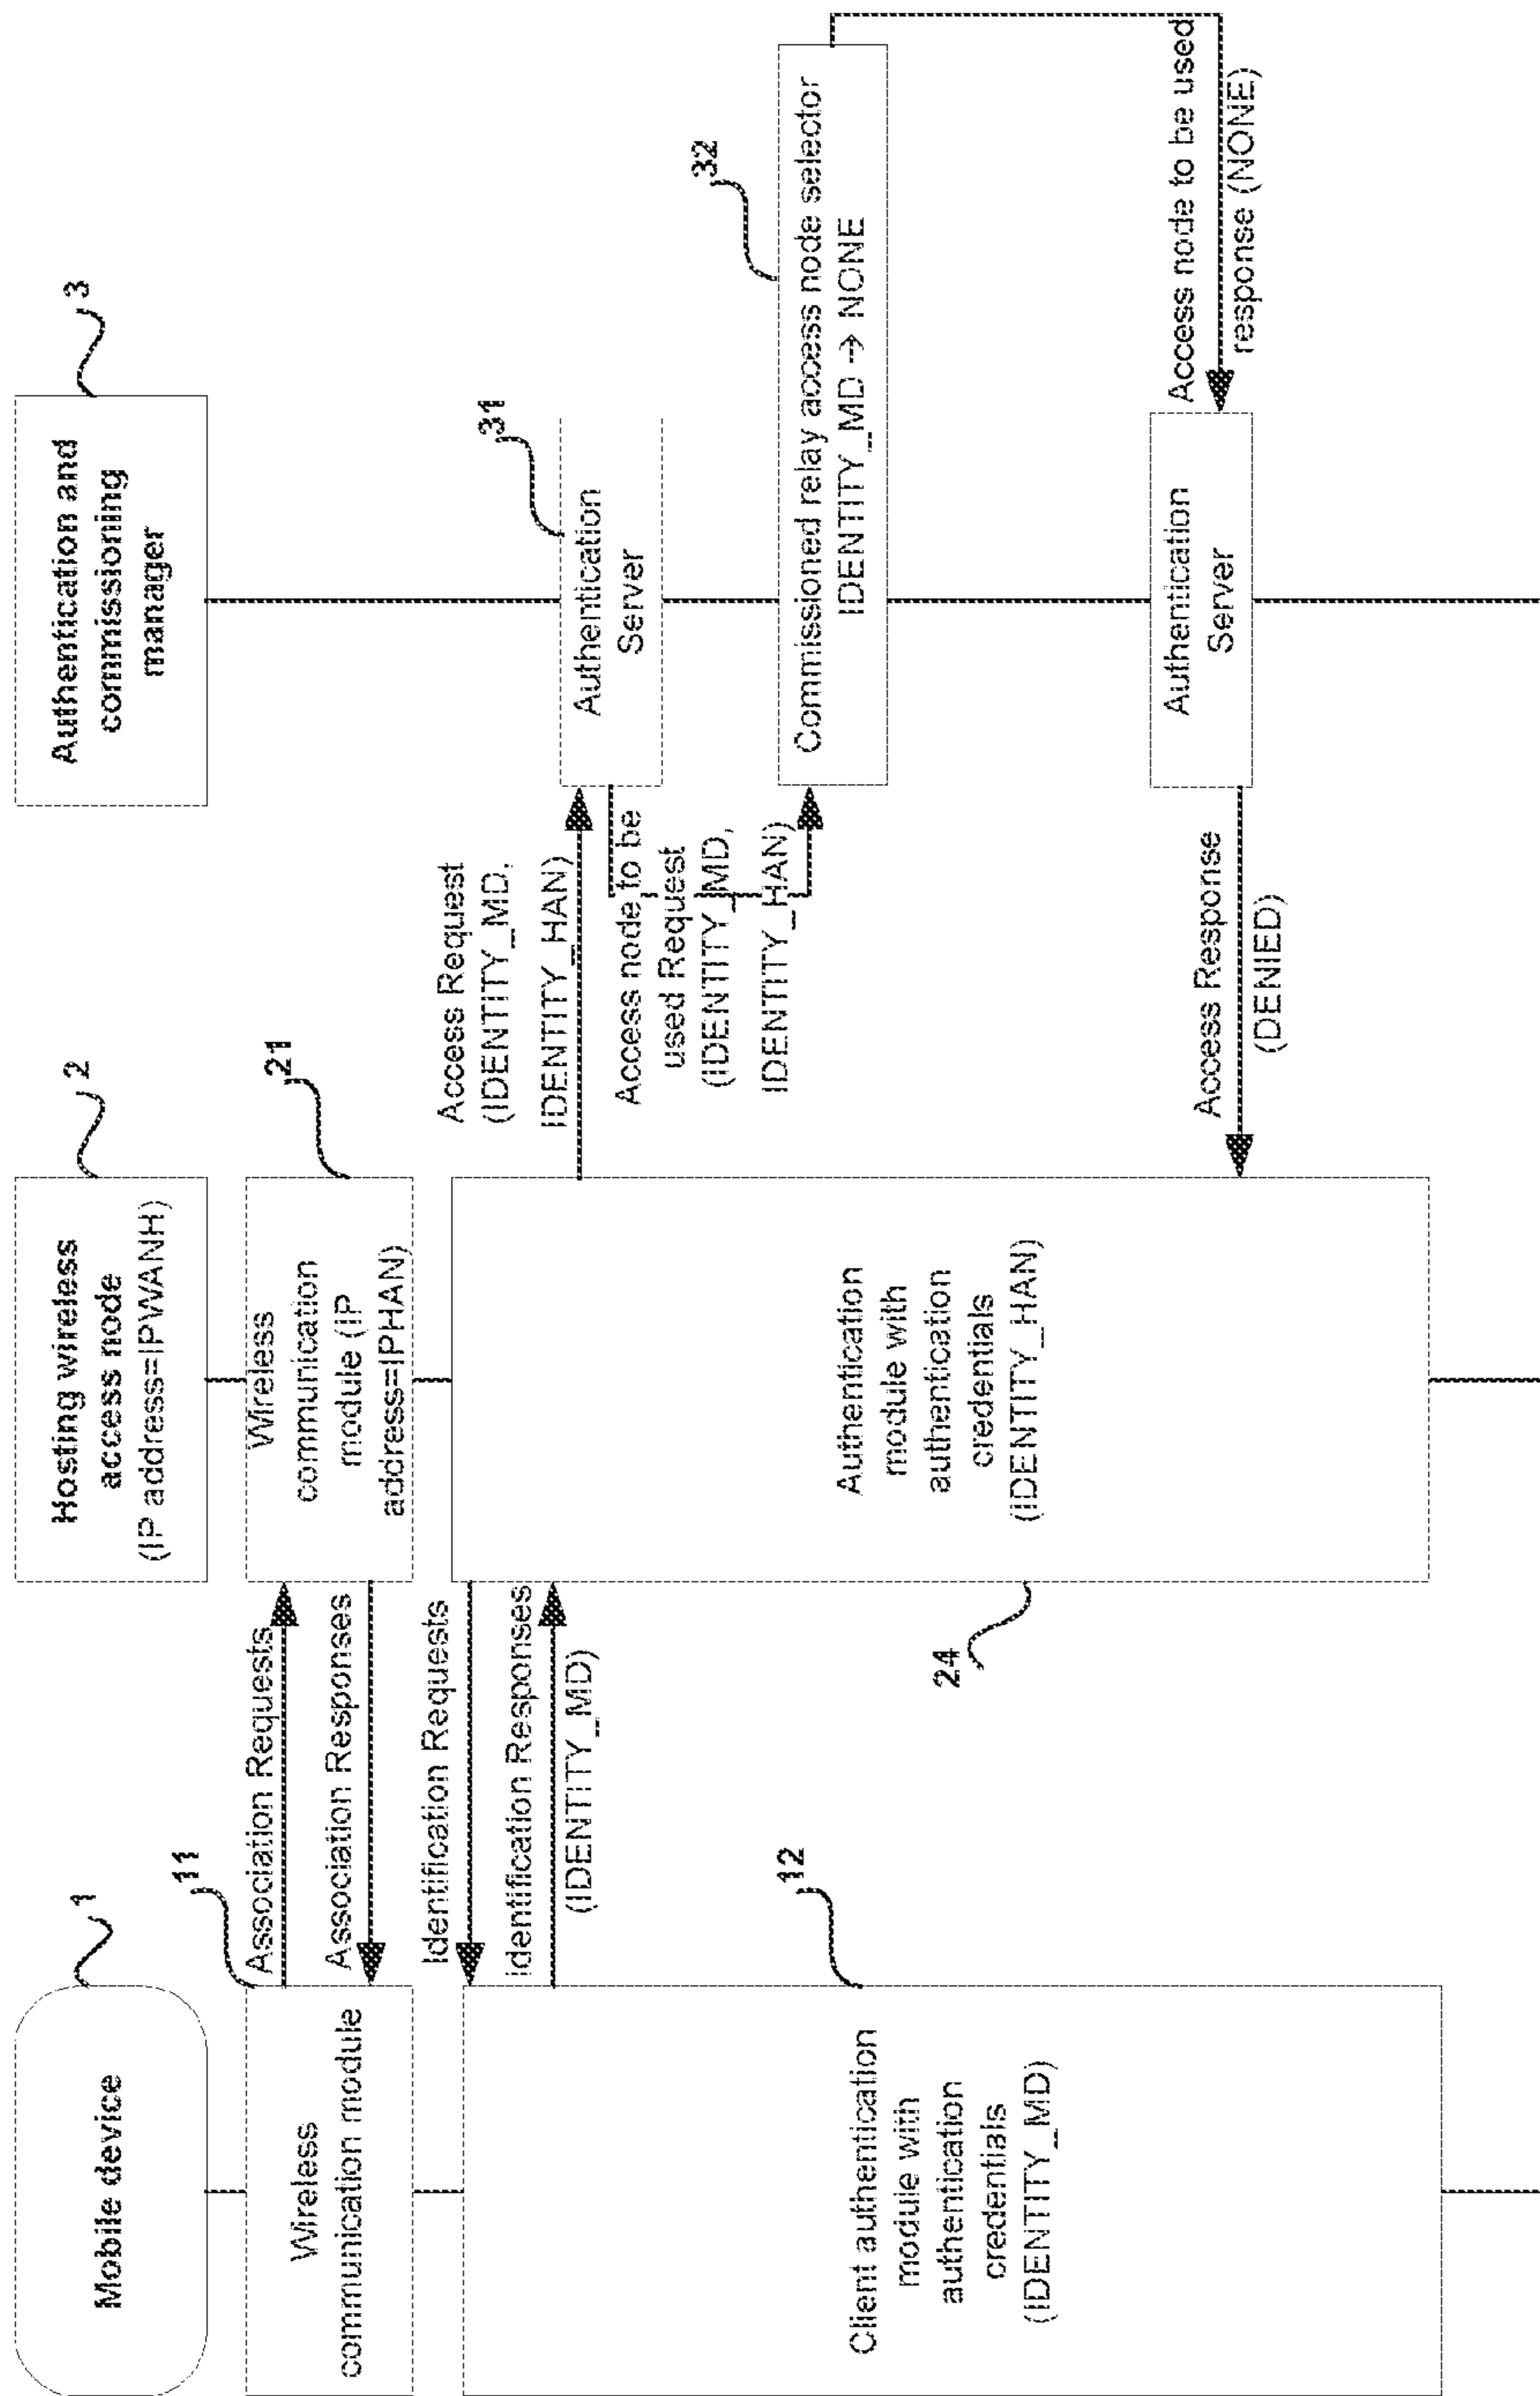 1
Mobile device
2
Hosting wireless
access node
(IP address=IPWANH)
3
Authentication and
commissioning
manager
11
Wireless
communication module
Association Requests
Association Responses
21
Wireless
communication
module (IP
address=IPHAN)
Identification Requests
Identification Responses
(IDENTITY_MD)
12
Client authentication
module with
authentication
credentials
(IDENTITY_MD)
24
Authentication
module with
authentication
credentials
(IDENTITY_HAN)
Access Request
(IDENTITY_MD,
IDENTITY_HAN)
31
Authentication
Server
Access node to be
used Request
(IDENTITY_MD,
IDENTITY_HAN)
32
Commissioned relay access node selector
IDENTITY_MD → NONE
Access node to be used
response (NONE)
Authentication
Server
Access Response
(DENIED)